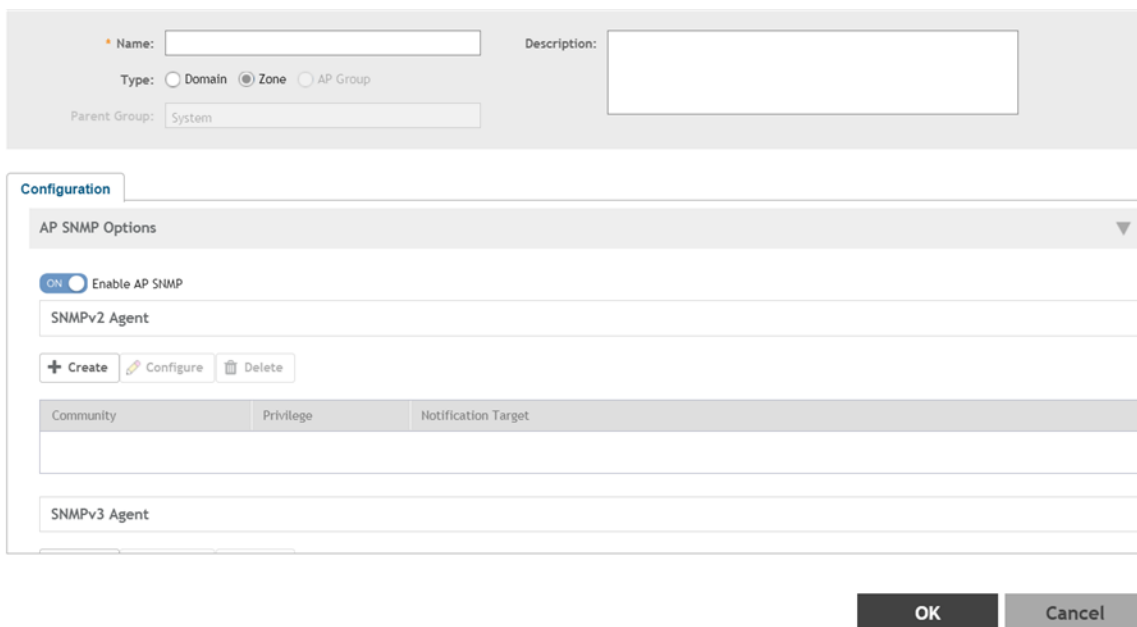 * Name:
Description:
Type: Domain Zone AP Group
Parent Group: System
Configuration
AP SNMP Options
ON Enable AP SNMP
SNMPv2 Agent
+ Create Configure Delete
Community Privilege Notification Target
SNMPv3 Agent
OK Cancel